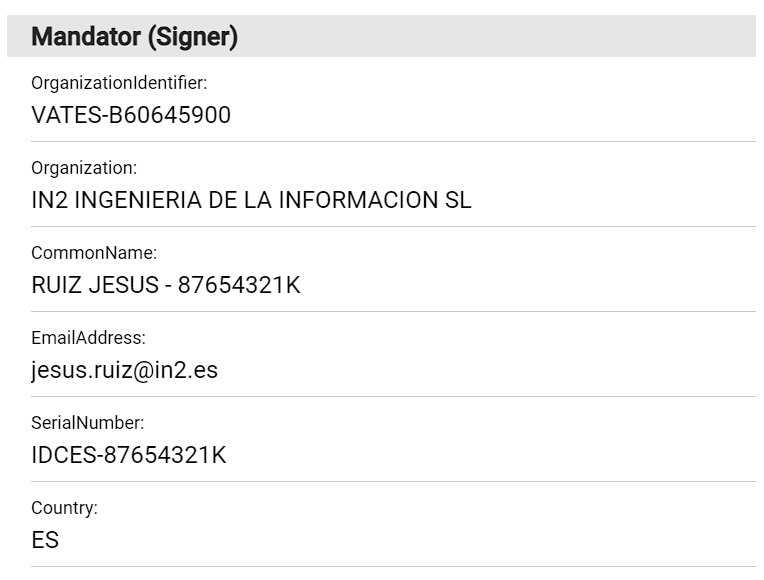 Mandator (Signer)
OrganizationIdentifier:
VATES-B60645900
Organization:
IN2 INGENIERIA DE LA INFORMACION SL
CommonName:
RUIZ JESUS - 87654321K
EmailAddress:
jesus.ruiz@in2.es
SerialNumber:
IDCES-87654321K
Country:
ES